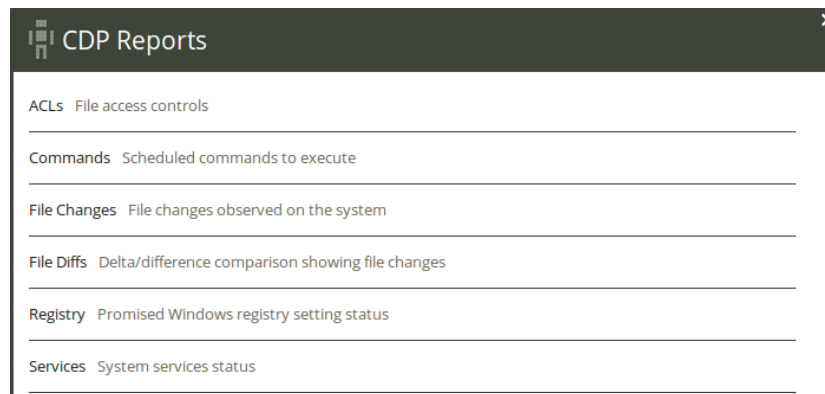 CDP Reports
ACLs File access controls
Commands Scheduled commands to execute
File Changes File changes observed on the system
File Diffs Delta/difference comparison showing file changes
Registry Promised Windows registry setting status
Services System services status